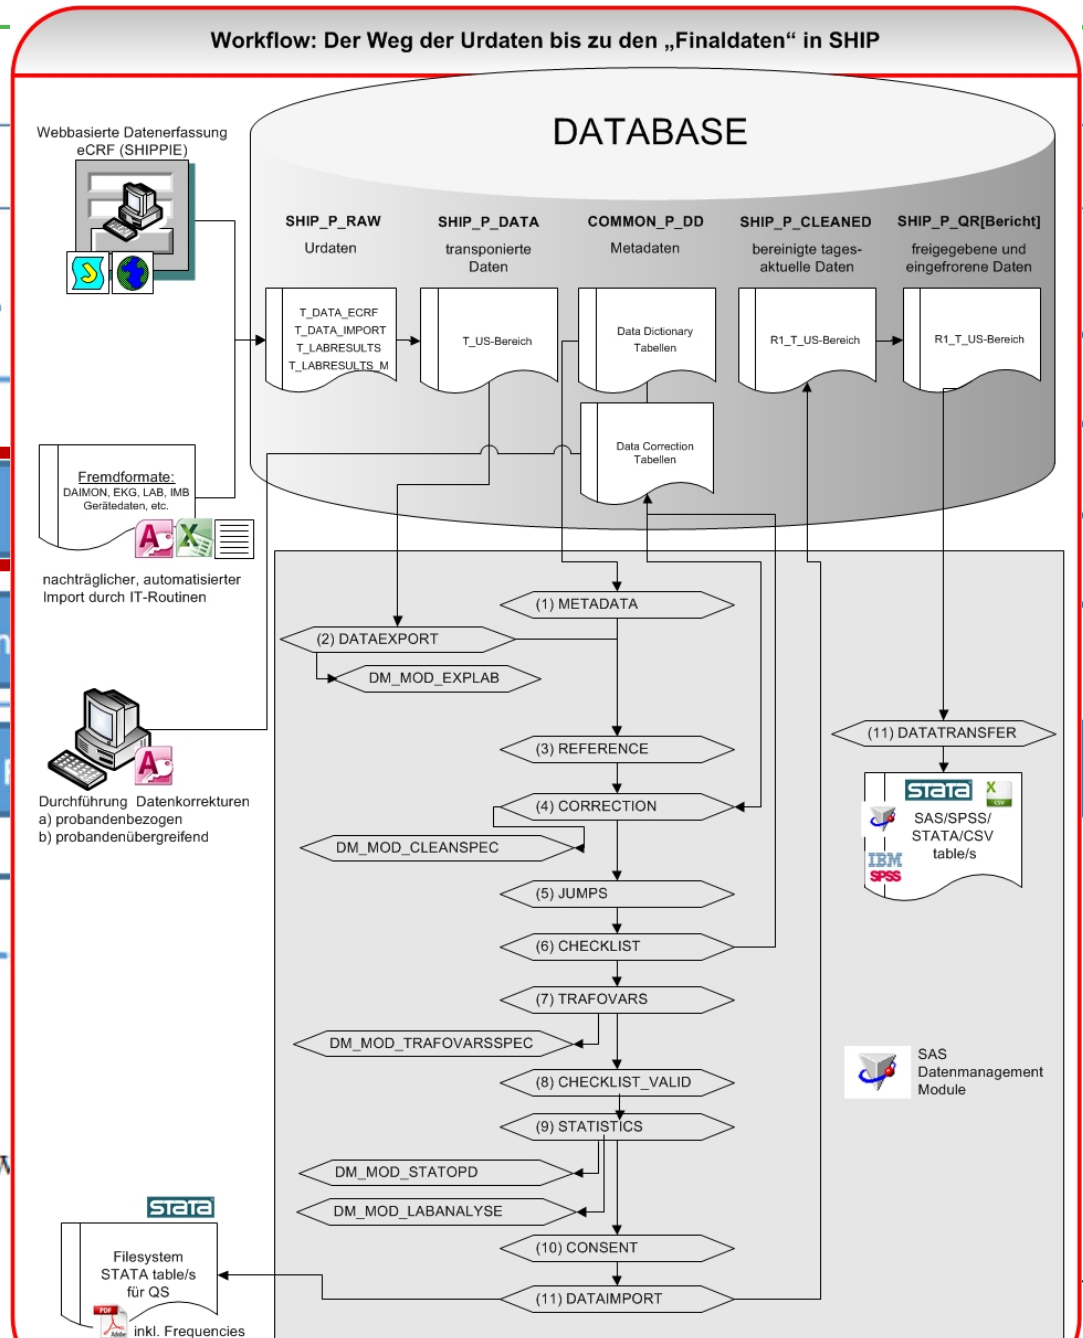 Workflow: Der Weg der Urdaten bis zu den „Finaldaten“ in SHIP
DATABASE
Webbasierte Datenerfassung
eCRF (SHIPPIE)
SHIP_P_RAW
Urdaten
SHIP_P_DATA
transponierte
Daten
COMMON_P_DD
Metadaten
SHIP_P_CLEANED
bereinigte tages-
aktuelle Daten
SHIP_P_QR[Bericht]
freigegebene und
eingefrorene Daten
T_DATA_ECRF
T_DATA_IMPORT
T_LABRESULTS
T_LABRESULTS_M
T_US-Bereich
Data Dictionary
Tabellen
R1_T_US-Bereich
R1_T_US-Bereich
Data Correction
Tabellen
Fremdformate:
DAIMON, EKG, LAB, IMB
Gerätedaten, etc.
nachträglicher, automatisierter
Import durch IT-Routinen
(1) METADATA
(2) DATAEXPORT
DM_MOD_EXPLAB
Durchführung Datenkorrekturen
a) probandenbezogen
b) probandenübergreifend
(3) REFERENCE
(4) CORRECTION
DM_MOD_CLEANSPEC
(5) JUMPS
(6) CHECKLIST
(7) TRAFOVARS
DM_MOD_TRAFOVARSSPEC
(8) CHECKLIST_VALID
(9) STATISTICS
DM_MOD_STATOPD
DM_MOD_LABANALYSE
(10) CONSENT
(11) DATAIMPORT
(11) DATATRANSFER
STATA
X
CSV
SAS/SPSS/
STATA/CSV
table/s
IBM
SPSS
SAS
Datenmanagement
Module
STATA
Filesystem
STATA table/s
für QS
PDF
Adobe
inkl. Frequencies